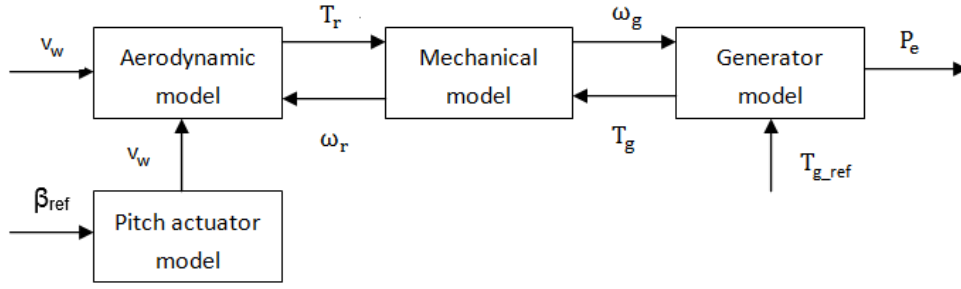 T_r
ω_g
P_e
v_w
Aerodynamic
model
Mechanical
model
Generator
model
ω_r
T_g
v_w
T_g_ref
β_ref
Pitch actuator
model